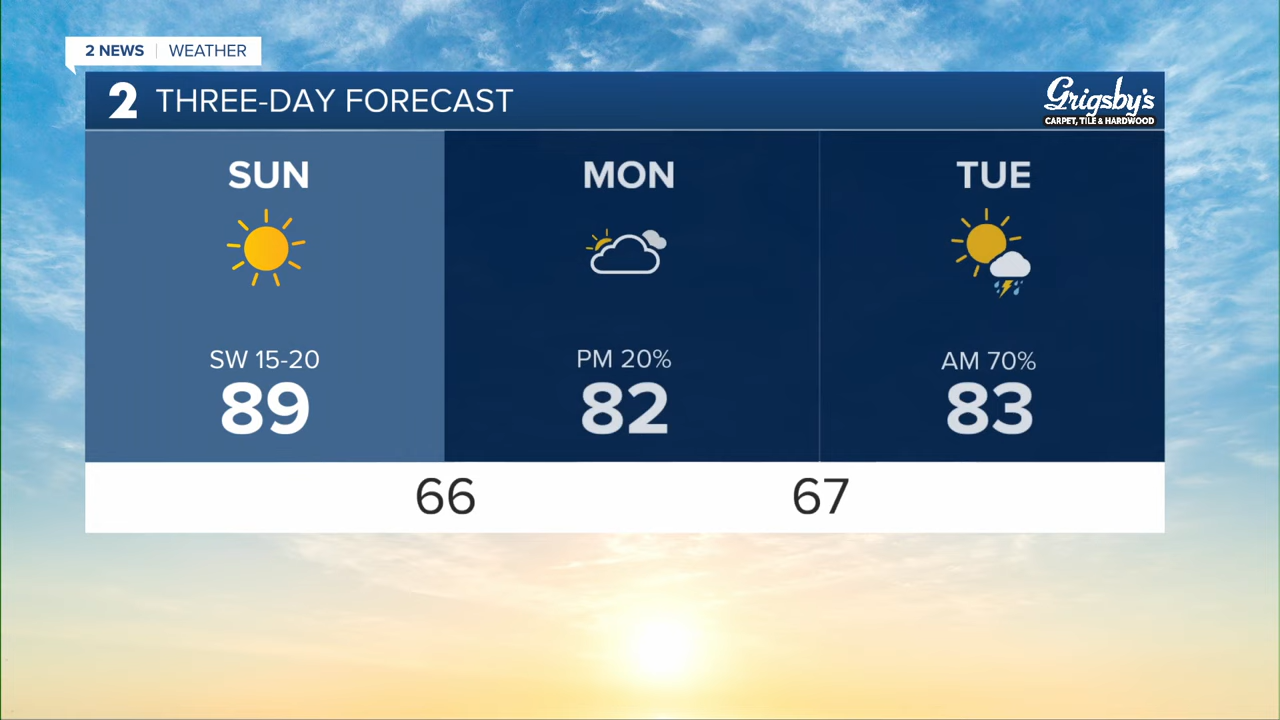 2 NEWS | WEATHER
2 THREE-DAY FORECAST
Grigsby's
CARPET, TILE & HARDWOOD
SUN MON TUE
SW 15-20 PM 20% AM 70%
89 82 83
66 67